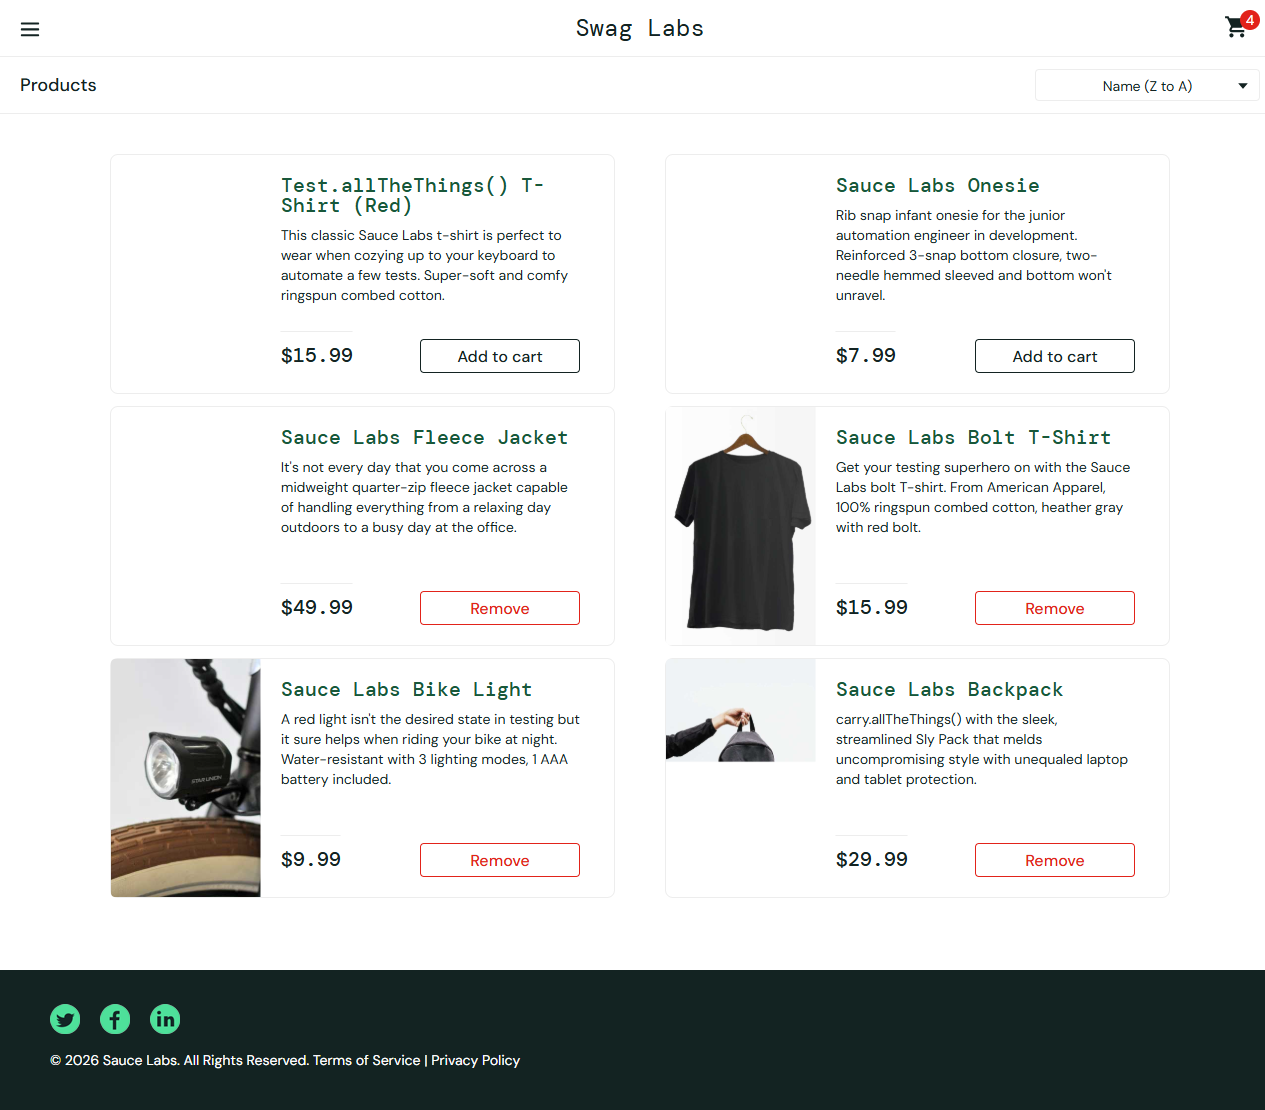 Swag Labs
4
Products
Name (Z to A)
Test.allTheThings() T-
Shirt (Red)
This classic Sauce Labs t-shirt is perfect to
wear when cozying up to your keyboard to
automate a few tests. Super-soft and comfy
ringspun combed cotton.
$15.99
Add to cart
Sauce Labs Onesie
Rib snap infant onesie for the junior
automation engineer in development.
Reinforced 3-snap bottom closure, two-
needle hemmed sleeved and bottom won't
unravel.
$7.99
Add to cart
Sauce Labs Fleece Jacket
It's not every day that you come across a
midweight quarter-zip fleece jacket capable
of handling everything from a relaxing day
outdoors to a busy day at the office.
$49.99
Remove
Sauce Labs Bolt T-Shirt
Get your testing superhero on with the Sauce
Labs bolt T-shirt. From American Apparel,
100% ringspun combed cotton, heather gray
with red bolt.
$15.99
Remove
STAR UNION
Sauce Labs Bike Light
A red light isn't the desired state in testing but
it sure helps when riding your bike at night.
Water-resistant with 3 lighting modes, 1 AAA
battery included.
$9.99
Remove
Sauce Labs Backpack
carry.allTheThings() with the sleek,
streamlined Sly Pack that melds
uncompromising style with unequaled laptop
and tablet protection.
$29.99
Remove
© 2026 Sauce Labs. All Rights Reserved. Terms of Service | Privacy Policy